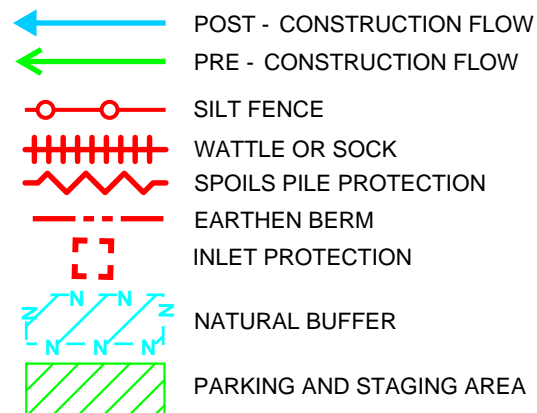 POST - CONSTRUCTION FLOW
PRE - CONSTRUCTION FLOW
SILT FENCE
WATTLE OR SOCK
SPOILS PILE PROTECTION
EARTHEN BERM
INLET PROTECTION
N N N
N NATURAL BUFFER
N N N
PARKING AND STAGING AREA